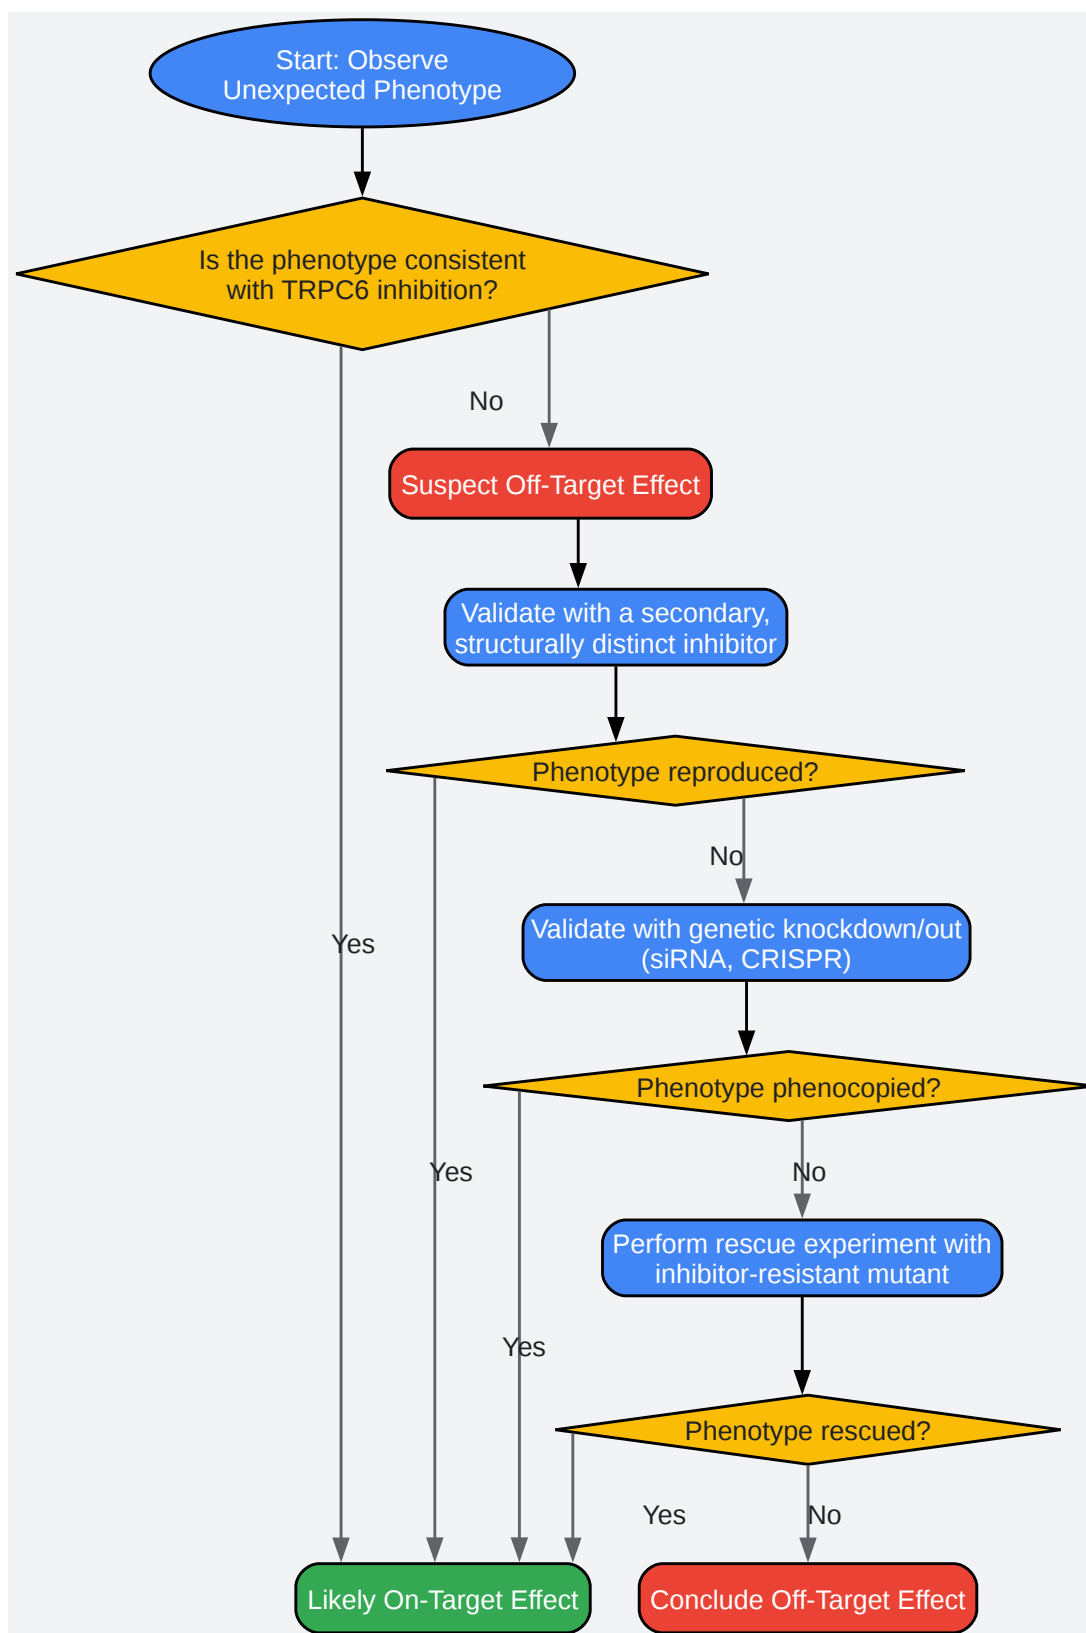 Start: Observe
Unexpected Phenotype
Is the phenotype consistent
with TRPC6 inhibition?
No
Suspect Off-Target Effect
Validate with a secondary,
structurally distinct inhibitor
Phenotype reproduced?
No
Validate with genetic knockdown/out
(siRNA, CRISPR)
Yes
Phenotype phenocopied?
Yes
No
Perform rescue experiment with
inhibitor-resistant mutant
Yes
Phenotype rescued?
Yes
No
Likely On-Target Effect
Conclude Off-Target Effect